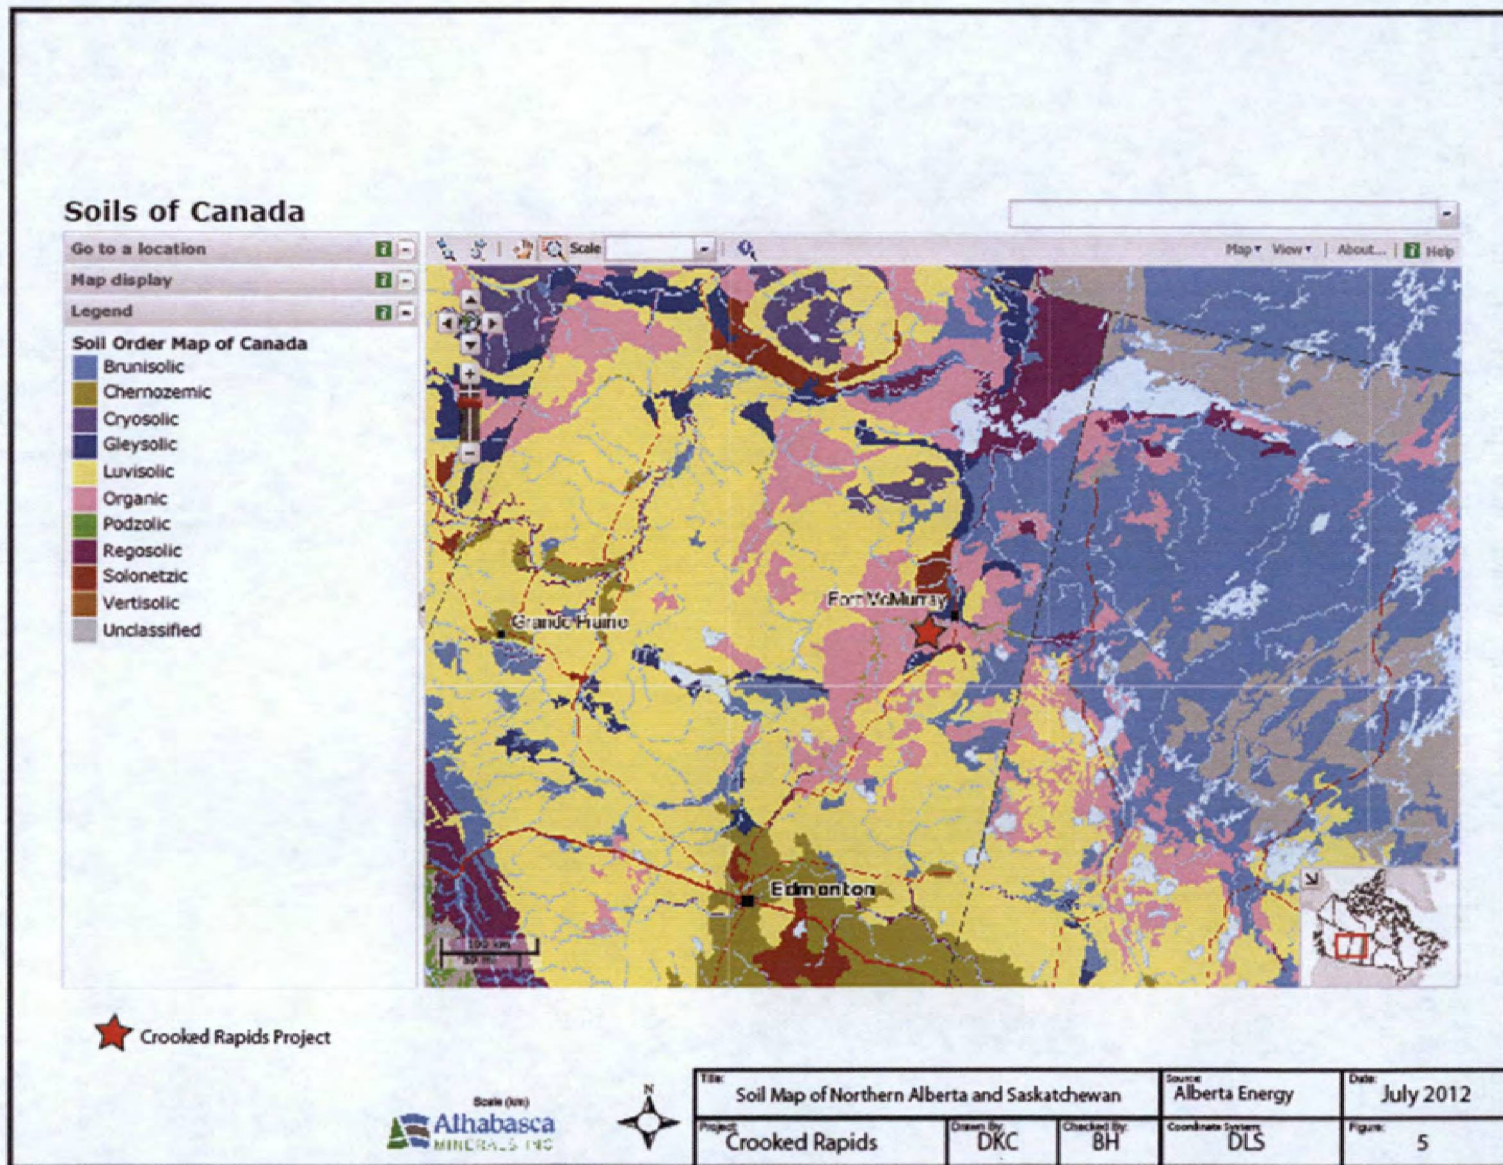 Soils of Canada
Go to a location
Map display
Legend
Soil Order Map of Canada
Brunisolic
Chernozemic
Cryosolic
Gleysolic
Luvisolic
Organic
Podzolic
Regosolic
Solonetzic
Vertisolic
Unclassified
Scale
Map View About... Help
Fort McMurray
Grande Prairie
Edmonton
100 km
Crooked Rapids Project
Scale (km)
N
Athabasca
MINERALS INC
Title:
Soil Map of Northern Alberta and Saskatchewan
Source:
Alberta Energy
Date:
July 2012
Project:
Crooked Rapids
Drawn By:
DKC
Checked By:
BH
Coordinate System:
DLS
Figure:
5